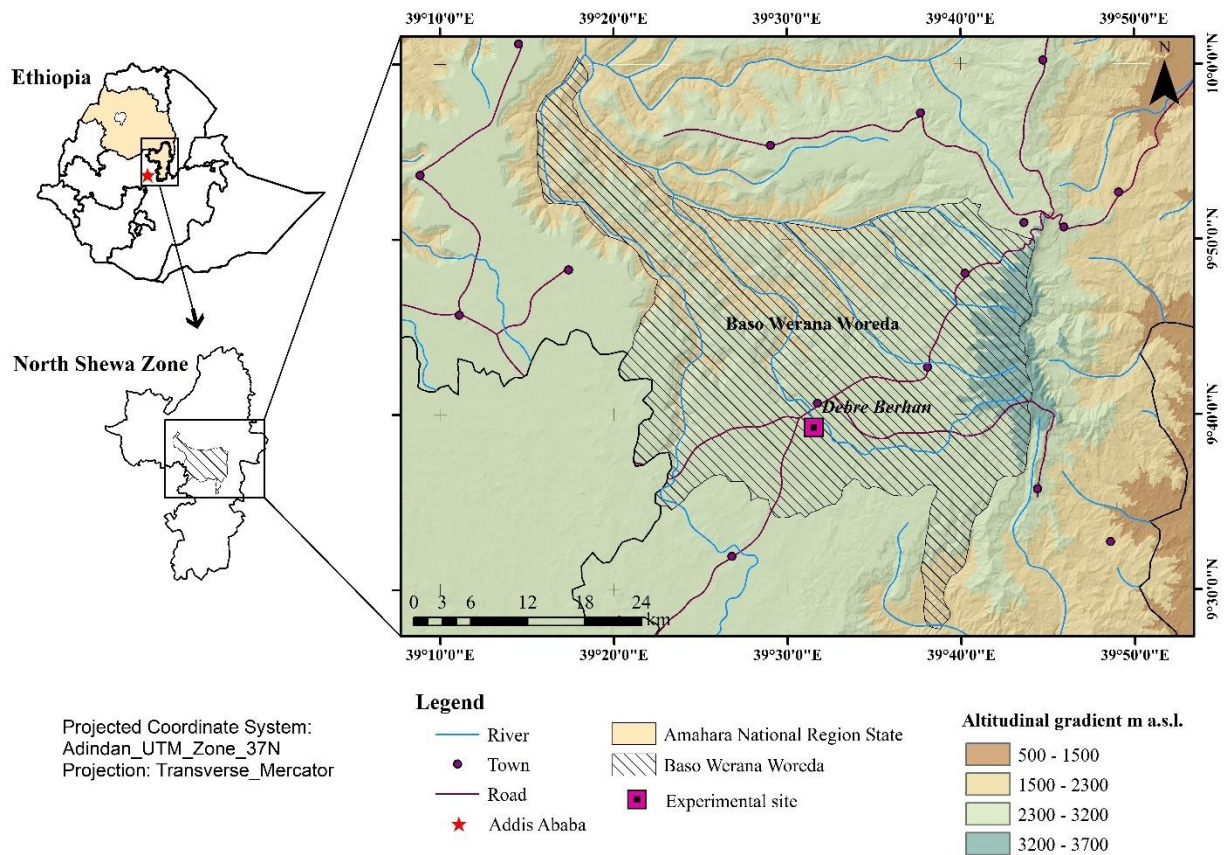 39°10'0"E 39°20'0"E 39°30'0"E 39°40'0"E 39°50'0"E
Ethiopia
North Shewa Zone
N
10°0'0"N
9°50'0"N
9°40'0"N
9°30'0"N
Baso Werana Woreda
Debre Berhan
0 3 6 12 18 24
km
39°10'0"E 39°20'0"E 39°30'0"E 39°40'0"E 39°50'0"E
Projected Coordinate System:
Adindan_UTM_Zone_37N
Projection: Transverse_Mercator
Legend
River
Town
Road
Addis Ababa
Amahara National Region State
Baso Werana Woreda
Experimental site
Altitudinal gradient m a.s.l.
500 - 1500
1500 - 2300
2300 - 3200
3200 - 3700